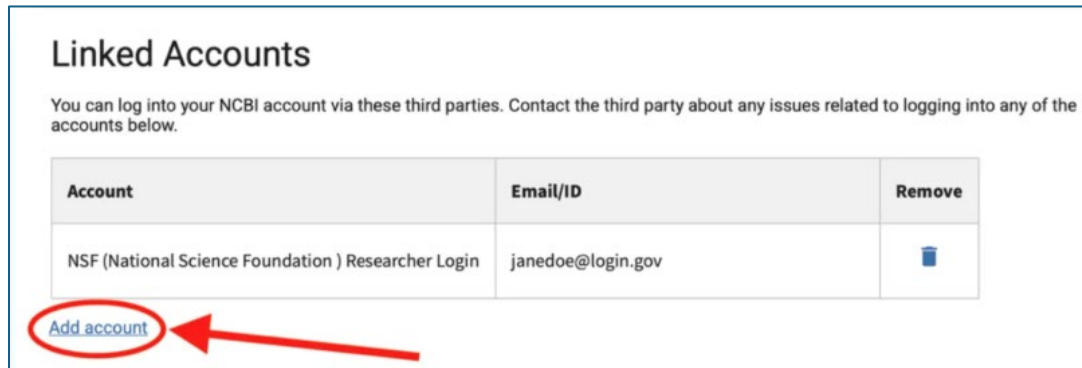 Linked Accounts
You can log into your NCBI account via these third parties. Contact the third party about any issues related to logging into any of the
accounts below.
Account Email/ID Remove
NSF (National Science Foundation ) Researcher Login janedoe@login.gov
Add account